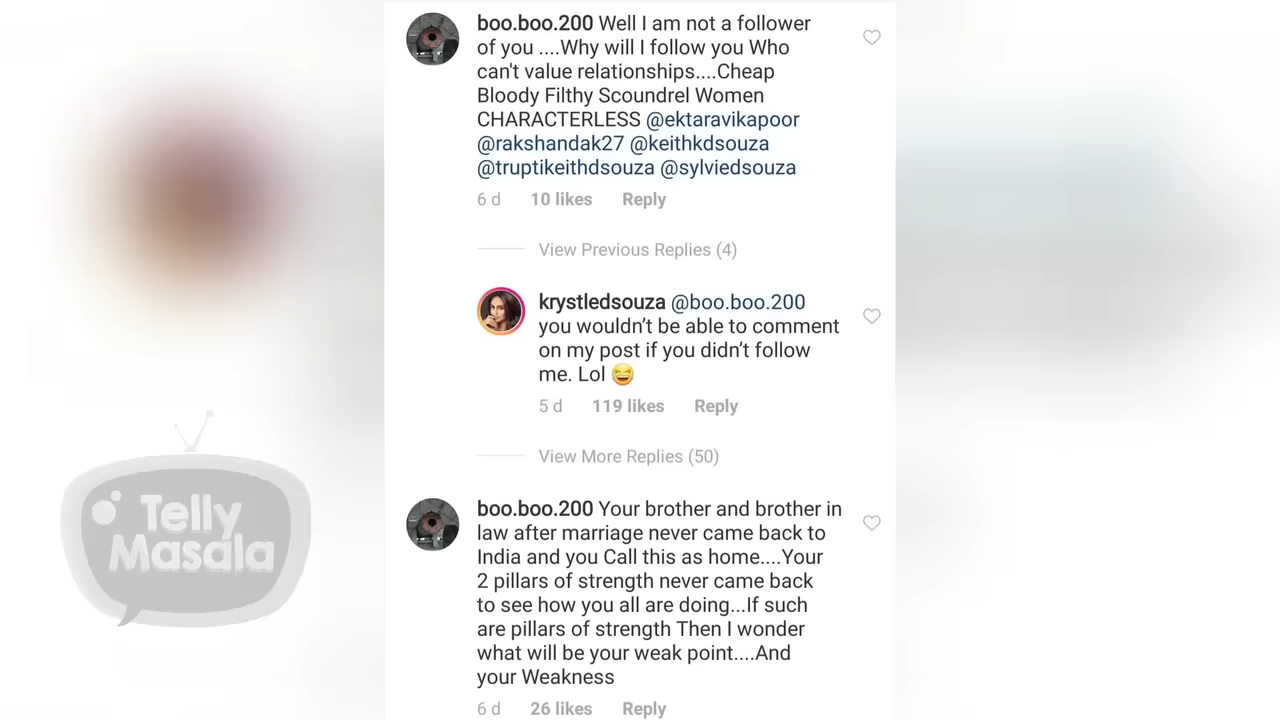 boo.boo.200 Well I am not a follower
of you ....Why will I follow you Who
can't value relationships....Cheap
Bloody Filthy Scoundrel Women
CHARACTERLESS @ektaravikapoor
@rakshandak27 @keithkdsouza
@truptikeithdsouza @sylviedsouza
6 d 10 likes Reply
View Previous Replies (4)
krystledsouza @boo.boo.200
you wouldn’t be able to comment
on my post if you didn’t follow
me. Lol 😆
5 d 119 likes Reply
View More Replies (50)
boo.boo.200 Your brother and brother in
law after marriage never came back to
India and you Call this as home....Your
2 pillars of strength never came back
to see how you all are doing...If such
are pillars of strength Then I wonder
what will be your weak point....And
your Weakness
6 d 26 likes Reply
Telly
Masala